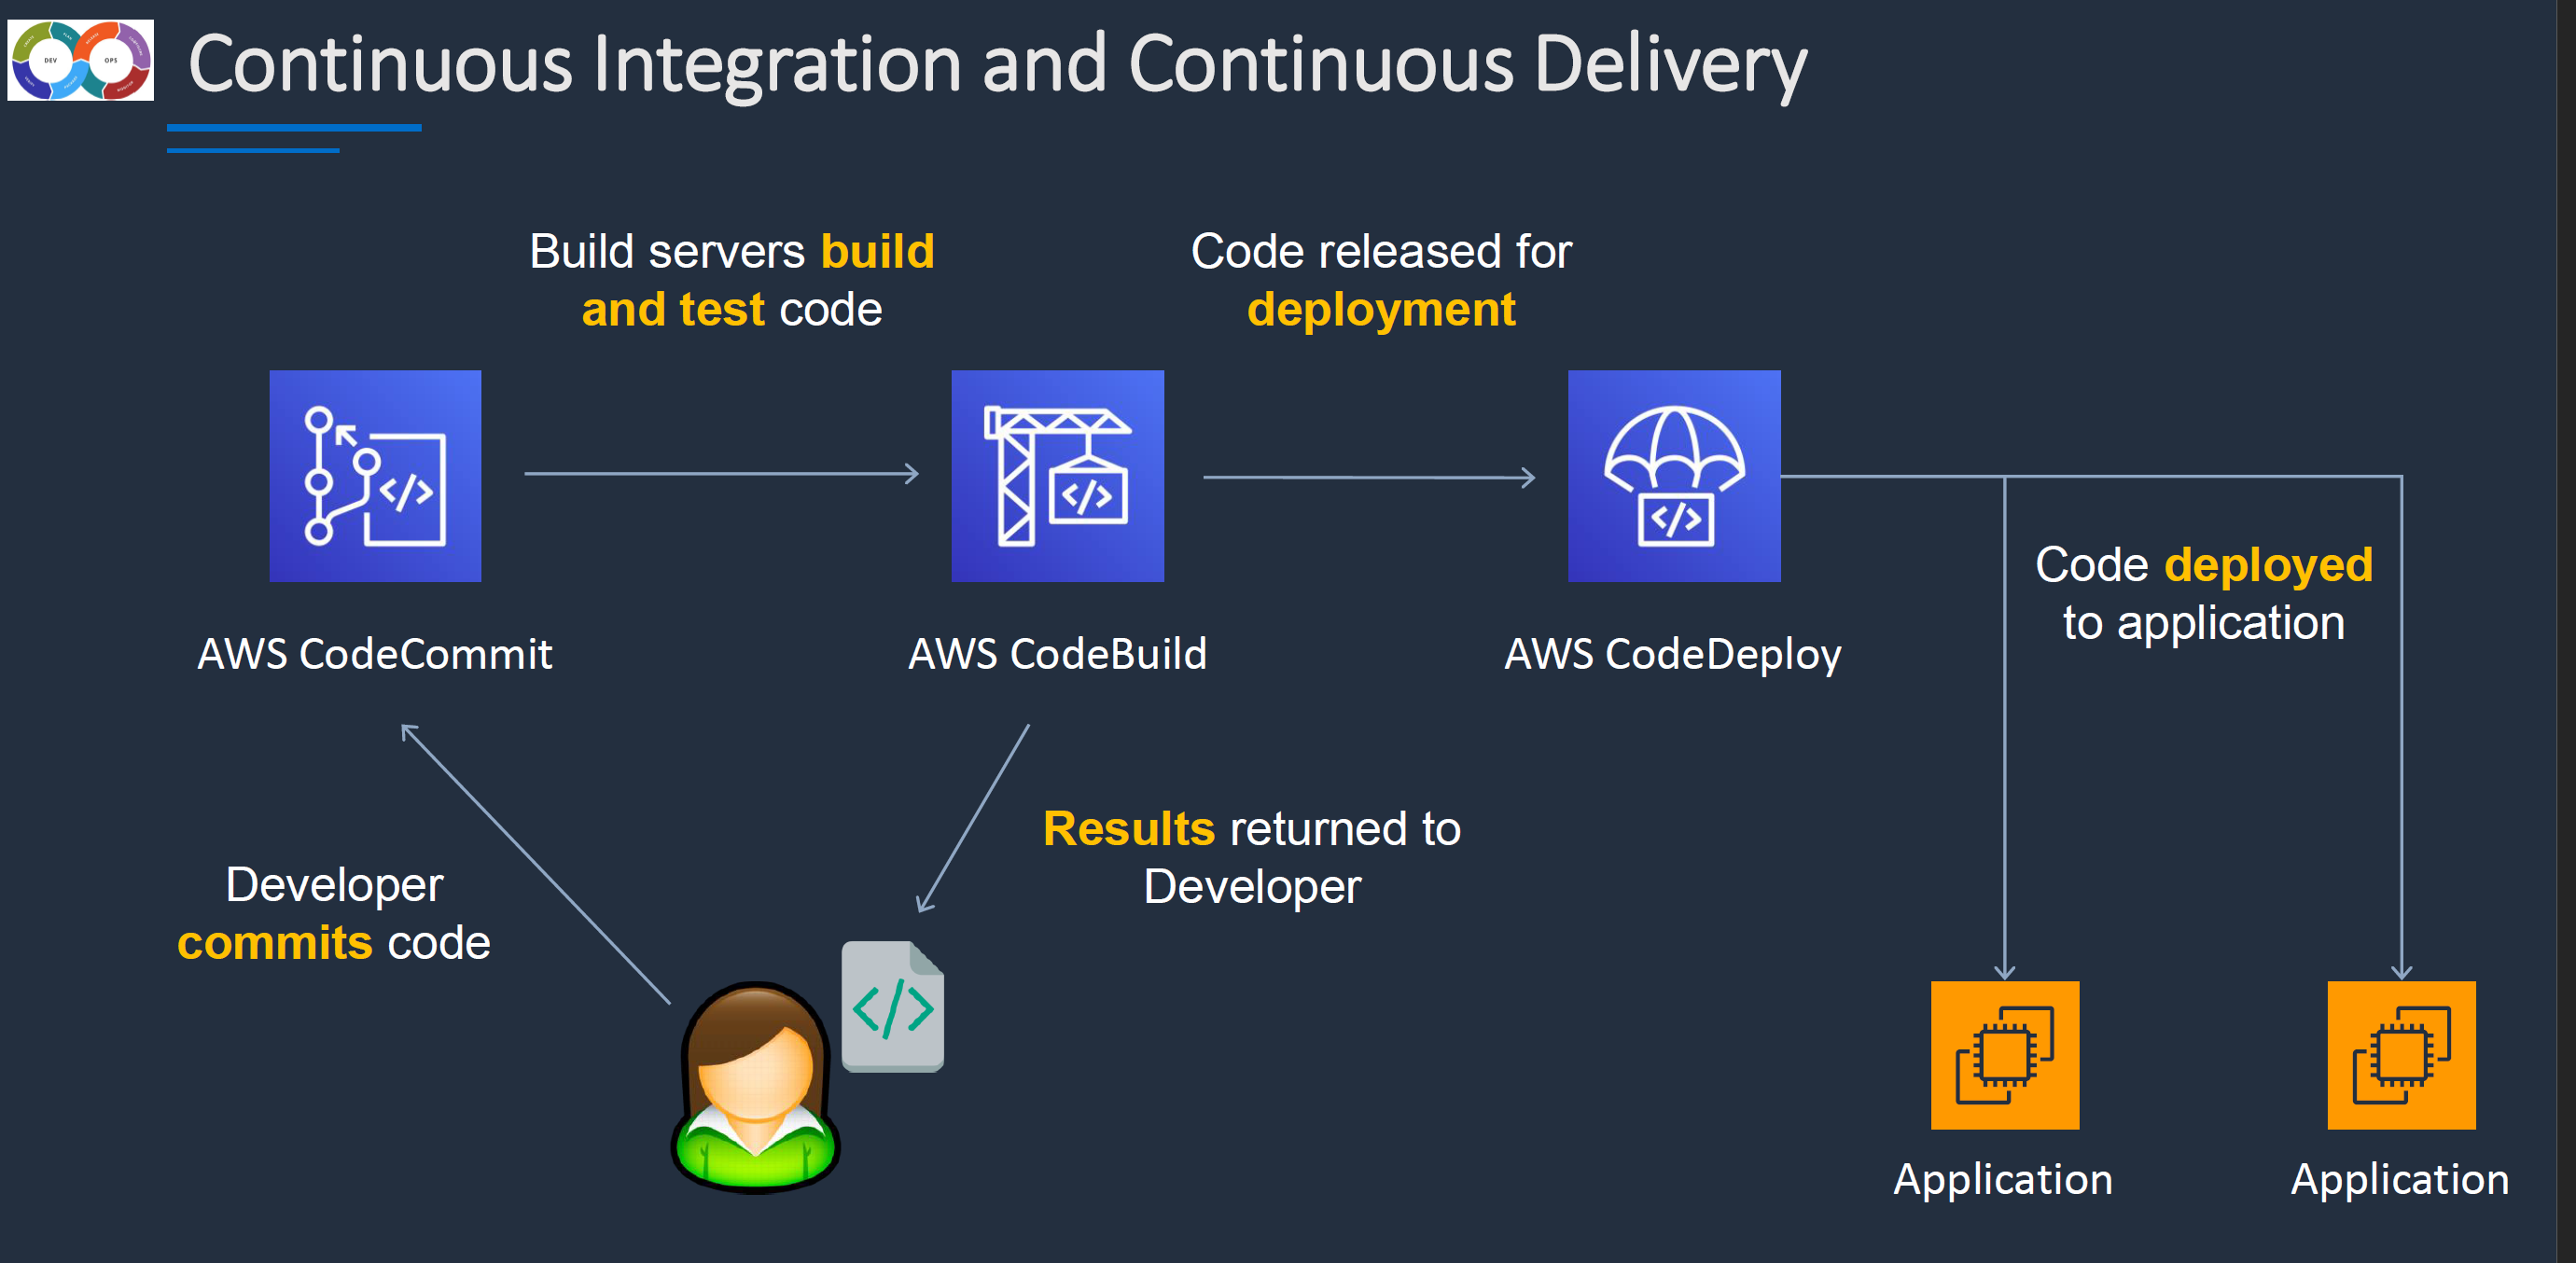 DEV
OPS
Continuous Integration and Continuous Delivery
Build servers build
and test code
Code released for
deployment
</>
</>
</>
Code deployed
to application
AWS CodeCommit
AWS CodeBuild
AWS CodeDeploy
Results returned to
Developer
Developer
commits code
</>
Application
Application